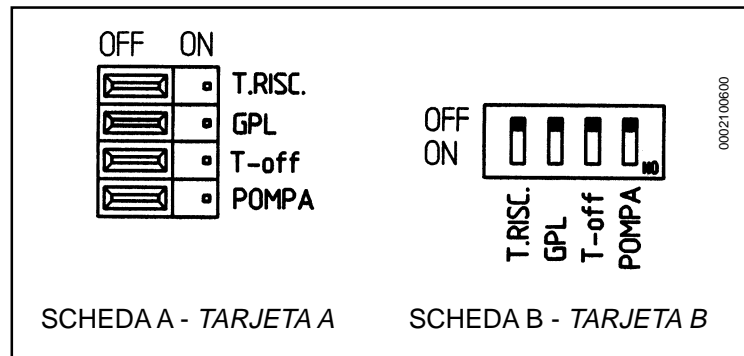 OFF ON
T.RISC.
GPL
T-off
POMPA
OFF
ON
T.RISC.
GPL
T-off
POMPA
0002100600
SCHEDA A - TARJETA A
SCHEDA B - TARJETA B